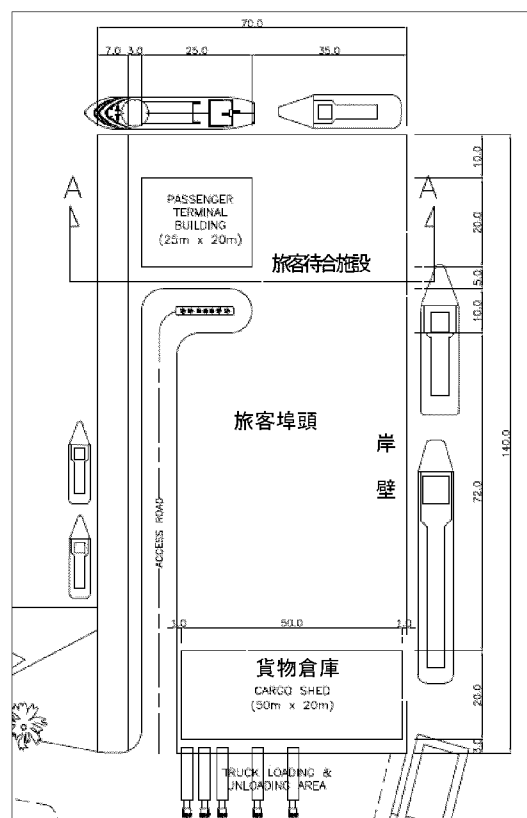 70.0
7.0 3.0 25.0 35.0
10.0
A A
PASSENGER
TERMINAL
BUILDING
(25m x 20m)
20.0
旅客待合施設
5.0
10.0
旅客埠頭
岸壁
140.0
72.0
ACCESS ROAD
50.0 1.0
貨物倉庫
CARGO SHED
(50m x 20m)
20.0
3.0
TRUCK LOADING &
UNLOADING AREA